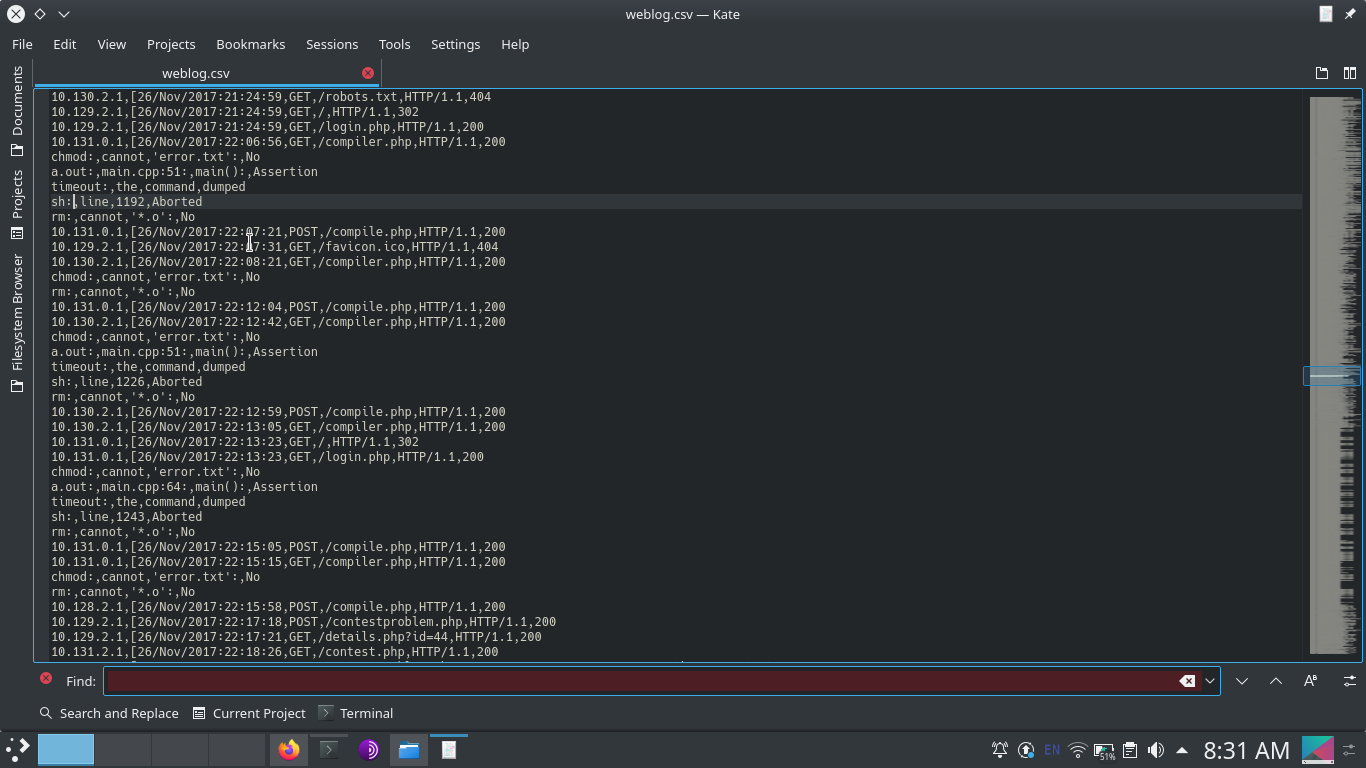 weblog.csv — Kate
File Edit View Projects Bookmarks Sessions Tools Settings Help
weblog.csv
Documents
Projects
Filesystem Browser
10.130.2.1,[26/Nov/2017:21:24:59,GET,/robots.txt,HTTP/1.1,404
10.129.2.1,[26/Nov/2017:21:24:59,GET,/,HTTP/1.1,302
10.129.2.1,[26/Nov/2017:21:24:59,GET,/login.php,HTTP/1.1,200
10.131.0.1,[26/Nov/2017:22:06:56,GET,/compiler.php,HTTP/1.1,200
chmod:,cannot,'error.txt':,No
a.out:,main.cpp:51:,main():,Assertion
timeout:,the,command,dumped
sh:,line,1192,Aborted
rm:,cannot,'*.o':,No
10.131.0.1,[26/Nov/2017:22:07:21,POST,/compile.php,HTTP/1.1,200
10.129.2.1,[26/Nov/2017:22:07:31,GET,/favicon.ico,HTTP/1.1,404
10.130.2.1,[26/Nov/2017:22:08:21,GET,/compiler.php,HTTP/1.1,200
chmod:,cannot,'error.txt':,No
rm:,cannot,'*.o':,No
10.131.0.1,[26/Nov/2017:22:12:04,POST,/compile.php,HTTP/1.1,200
10.130.2.1,[26/Nov/2017:22:12:42,GET,/compiler.php,HTTP/1.1,200
chmod:,cannot,'error.txt':,No
a.out:,main.cpp:51:,main():,Assertion
timeout:,the,command,dumped
sh:,line,1226,Aborted
rm:,cannot,'*.o':,No
10.130.2.1,[26/Nov/2017:22:12:59,POST,/compile.php,HTTP/1.1,200
10.130.2.1,[26/Nov/2017:22:13:05,GET,/compiler.php,HTTP/1.1,200
10.131.0.1,[26/Nov/2017:22:13:23,GET,/,HTTP/1.1,302
10.131.0.1,[26/Nov/2017:22:13:23,GET,/login.php,HTTP/1.1,200
chmod:,cannot,'error.txt':,No
a.out:,main.cpp:64:,main():,Assertion
timeout:,the,command,dumped
sh:,line,1243,Aborted
rm:,cannot,'*.o':,No
10.131.0.1,[26/Nov/2017:22:15:05,POST,/compile.php,HTTP/1.1,200
10.131.0.1,[26/Nov/2017:22:15:15,GET,/compiler.php,HTTP/1.1,200
chmod:,cannot,'error.txt':,No
rm:,cannot,'*.o':,No
10.128.2.1,[26/Nov/2017:22:15:58,POST,/compile.php,HTTP/1.1,200
10.129.2.1,[26/Nov/2017:22:17:18,POST,/contestproblem.php,HTTP/1.1,200
10.129.2.1,[26/Nov/2017:22:17:21,GET,/details.php?id=44,HTTP/1.1,200
10.131.2.1,[26/Nov/2017:22:18:26,GET,/contest.php,HTTP/1.1,200
Find:
Search and Replace Current Project Terminal
EN 51% 8:31 AM